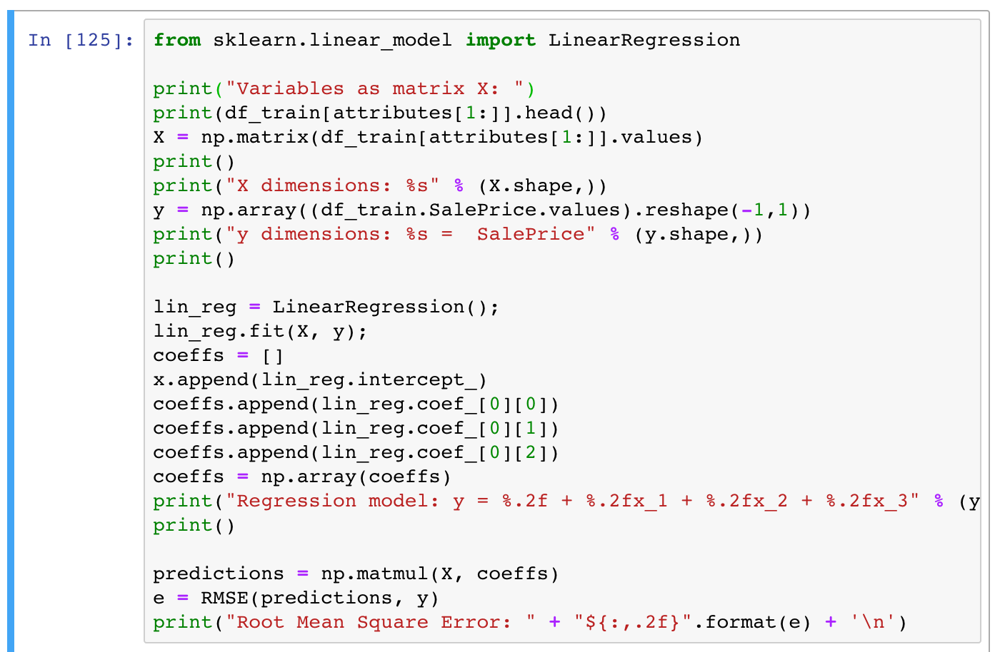 In [125]: from sklearn.linear_model import LinearRegression
print("Variables as matrix X: ")
print(df_train[attributes[1:]].head())
X = np.matrix(df_train[attributes[1:]].values)
print()
print("X dimensions: %s" % (X.shape,))
y = np.array((df_train.SalePrice.values).reshape(-1,1))
print("y dimensions: %s =  SalePrice" % (y.shape,))
print()
lin_reg = LinearRegression();
lin_reg.fit(X, y);
coeffs = []
x.append(lin_reg.intercept_)
coeffs.append(lin_reg.coef_[0][0])
coeffs.append(lin_reg.coef_[0][1])
coeffs.append(lin_reg.coef_[0][2])
coeffs = np.array(coeffs)
print("Regression model: y = %.2f + %.2fx_1 + %.2fx_2 + %.2fx_3" % (y
print()
predictions = np.matmul(X, coeffs)
e = RMSE(predictions, y)
print("Root Mean Square Error: " + "${:,.2f}".format(e) + '\n')